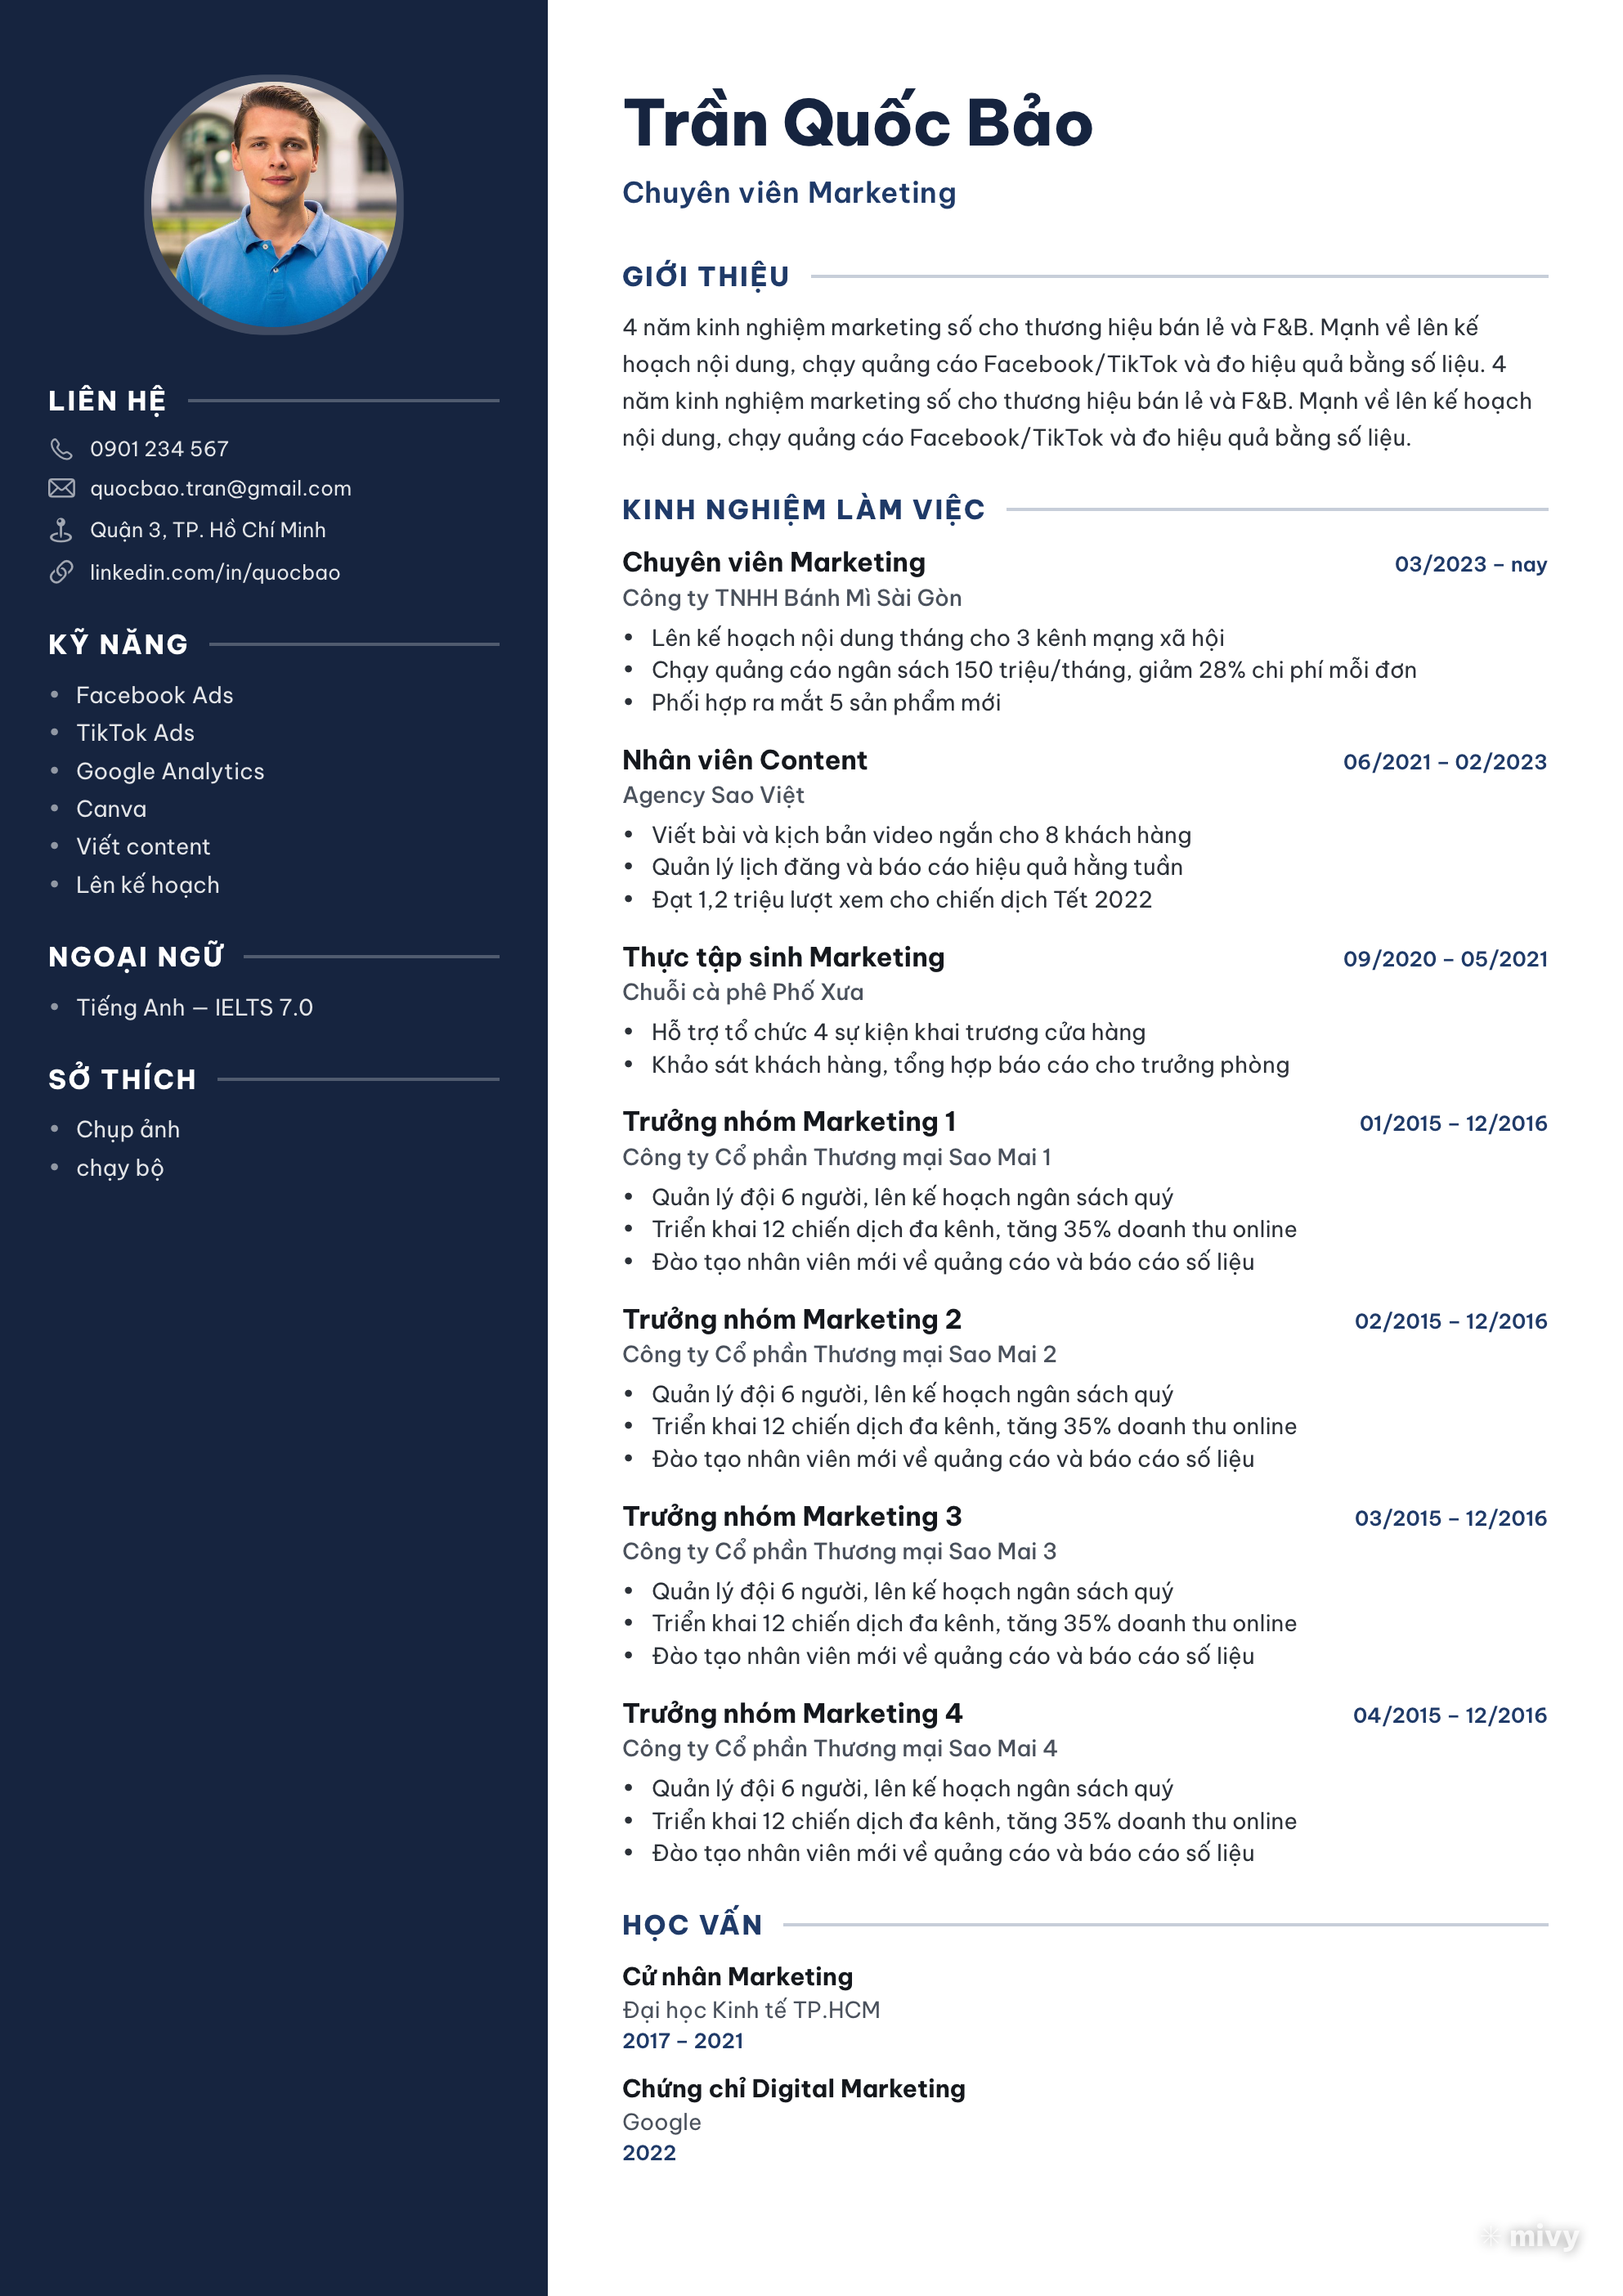 LIÊN HỆ
0901 234 567
quocbao.tran@gmail.com
Quận 3, TP. Hồ Chí Minh
linkedin.com/in/quocbao
KỸ NĂNG
• Facebook Ads
• TikTok Ads
• Google Analytics
• Canva
• Viết content
• Lên kế hoạch
NGOẠI NGỮ
• Tiếng Anh — IELTS 7.0
SỞ THÍCH
• Chụp ảnh
• chạy bộ
Trần Quốc Bảo
Chuyên viên Marketing
GIỚI THIỆU
4 năm kinh nghiệm marketing số cho thương hiệu bán lẻ và F&B. Mạnh về lên kế
hoạch nội dung, chạy quảng cáo Facebook/TikTok và đo hiệu quả bằng số liệu. 4
năm kinh nghiệm marketing số cho thương hiệu bán lẻ và F&B. Mạnh về lên kế hoạch
nội dung, chạy quảng cáo Facebook/TikTok và đo hiệu quả bằng số liệu.
KINH NGHIỆM LÀM VIỆC
Chuyên viên Marketing 03/2023 – nay
Công ty TNHH Bánh Mì Sài Gòn
• Lên kế hoạch nội dung tháng cho 3 kênh mạng xã hội
• Chạy quảng cáo ngân sách 150 triệu/tháng, giảm 28% chi phí mỗi đơn
• Phối hợp ra mắt 5 sản phẩm mới
Nhân viên Content 06/2021 – 02/2023
Agency Sao Việt
• Viết bài và kịch bản video ngắn cho 8 khách hàng
• Quản lý lịch đăng và báo cáo hiệu quả hằng tuần
• Đạt 1,2 triệu lượt xem cho chiến dịch Tết 2022
Thực tập sinh Marketing 09/2020 – 05/2021
Chuỗi cà phê Phố Xưa
• Hỗ trợ tổ chức 4 sự kiện khai trương cửa hàng
• Khảo sát khách hàng, tổng hợp báo cáo cho trưởng phòng
Trưởng nhóm Marketing 1 01/2015 – 12/2016
Công ty Cổ phần Thương mại Sao Mai 1
• Quản lý đội 6 người, lên kế hoạch ngân sách quý
• Triển khai 12 chiến dịch đa kênh, tăng 35% doanh thu online
• Đào tạo nhân viên mới về quảng cáo và báo cáo số liệu
Trưởng nhóm Marketing 2 02/2015 – 12/2016
Công ty Cổ phần Thương mại Sao Mai 2
• Quản lý đội 6 người, lên kế hoạch ngân sách quý
• Triển khai 12 chiến dịch đa kênh, tăng 35% doanh thu online
• Đào tạo nhân viên mới về quảng cáo và báo cáo số liệu
Trưởng nhóm Marketing 3 03/2015 – 12/2016
Công ty Cổ phần Thương mại Sao Mai 3
• Quản lý đội 6 người, lên kế hoạch ngân sách quý
• Triển khai 12 chiến dịch đa kênh, tăng 35% doanh thu online
• Đào tạo nhân viên mới về quảng cáo và báo cáo số liệu
Trưởng nhóm Marketing 4 04/2015 – 12/2016
Công ty Cổ phần Thương mại Sao Mai 4
• Quản lý đội 6 người, lên kế hoạch ngân sách quý
• Triển khai 12 chiến dịch đa kênh, tăng 35% doanh thu online
• Đào tạo nhân viên mới về quảng cáo và báo cáo số liệu
HỌC VẤN
Cử nhân Marketing
Đại học Kinh tế TP.HCM
2017 – 2021
Chứng chỉ Digital Marketing
Google
2022
mivy